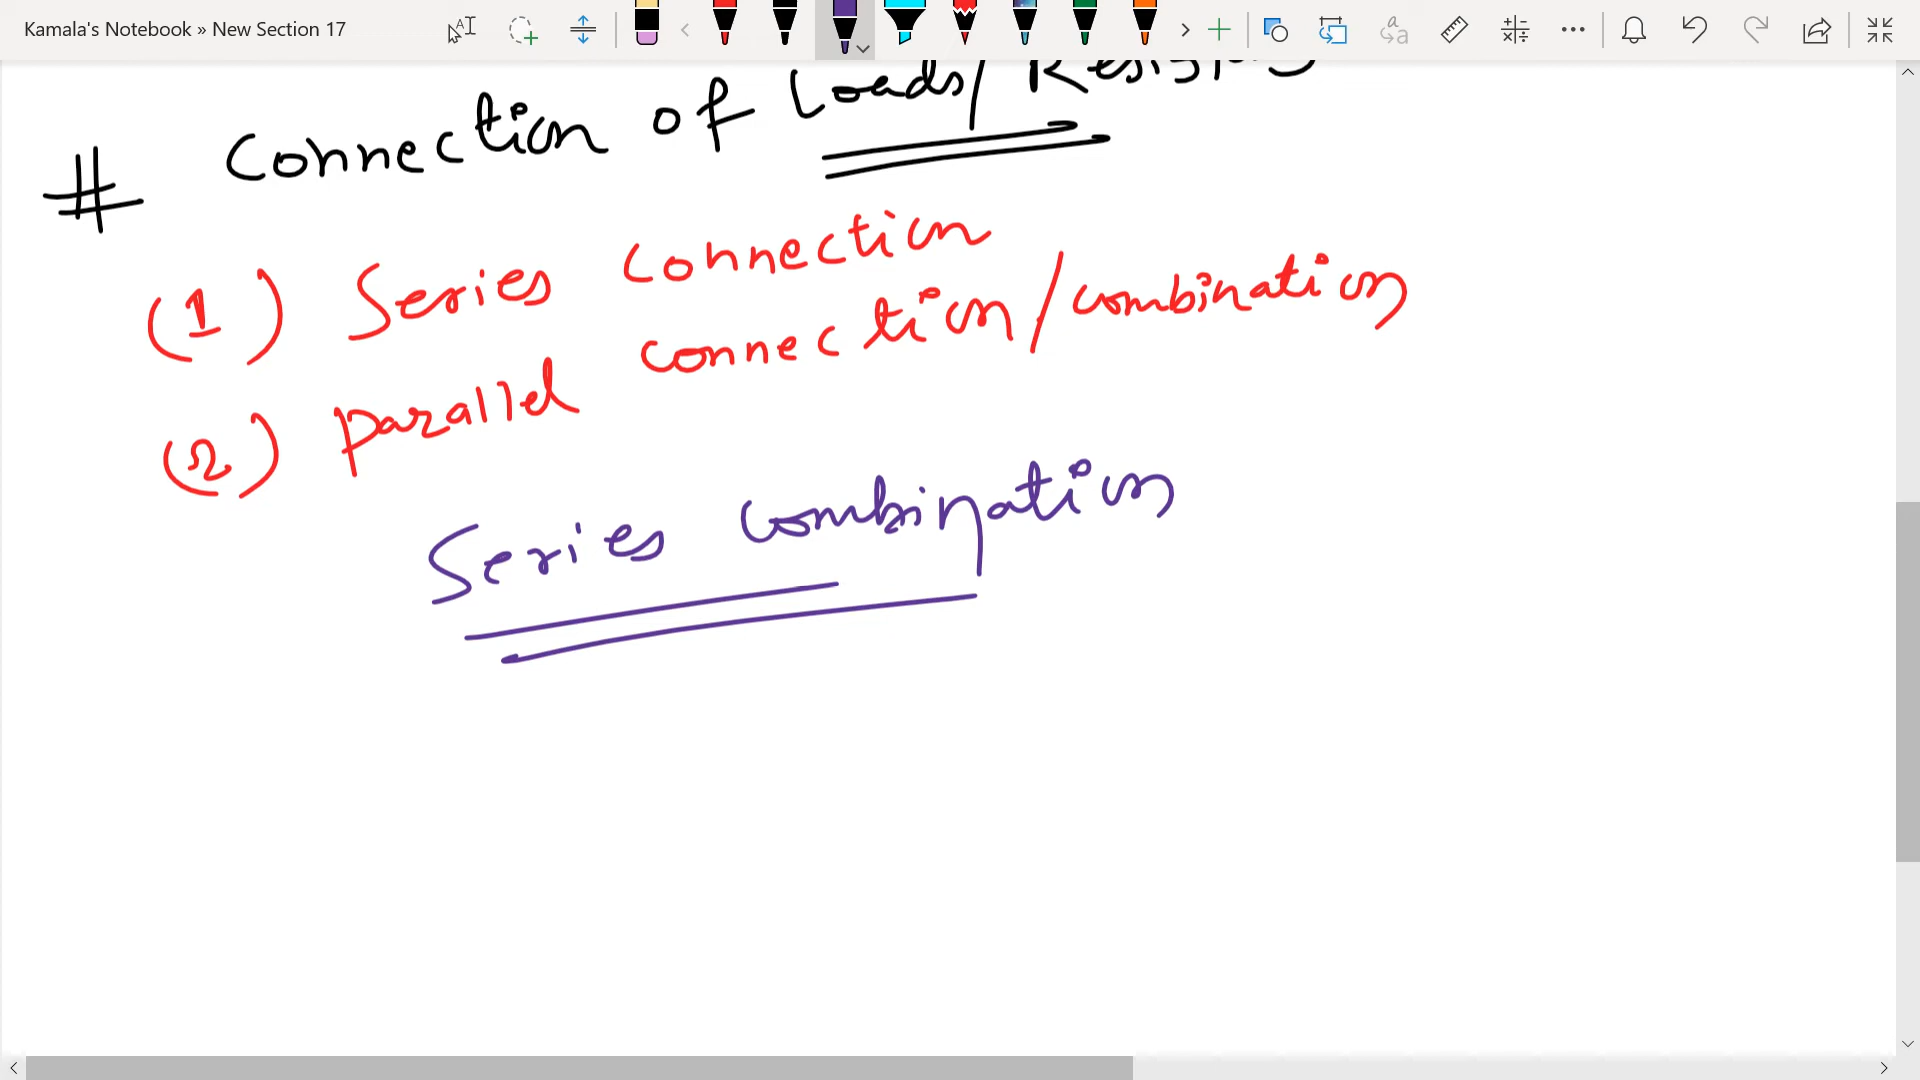 Kamala's Notebook » New Section 17
# Connection of Loads/
(1) Series Connection
(2) parallel connection/combination
Series combination